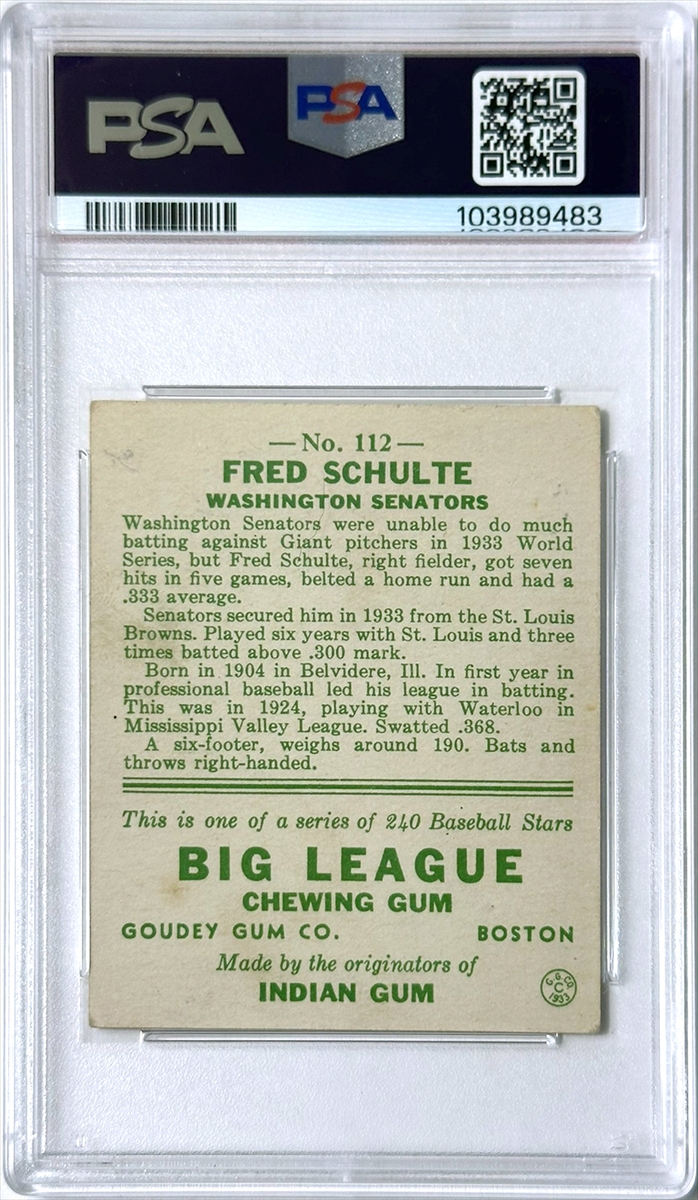 PSA
PSA
103989483
—No. 112—
FRED SCHULTE
WASHINGTON SENATORS
Washington Senators were unable to do much
batting against Giant pitchers in 1933 World
Series, but Fred Schulte, right fielder, got seven
hits in five games, belted a home run and had a
.333 average.
Senators secured him in 1933 from the St. Louis
Browns. Played six years with St. Louis and three
times batted above .300 mark.
Born in 1904 in Belvidere, Ill. In first year in
professional baseball led his league in batting.
This was in 1924, playing with Waterloo in
Mississippi Valley League. Swatted .368.
A six-footer, weighs around 190. Bats and
throws right-handed.
This is one of a series of 240 Baseball Stars
BIG LEAGUE
CHEWING GUM
GOUDEY GUM CO. BOSTON
Made by the originators of
INDIAN GUM
G. G. CO.
C
1933